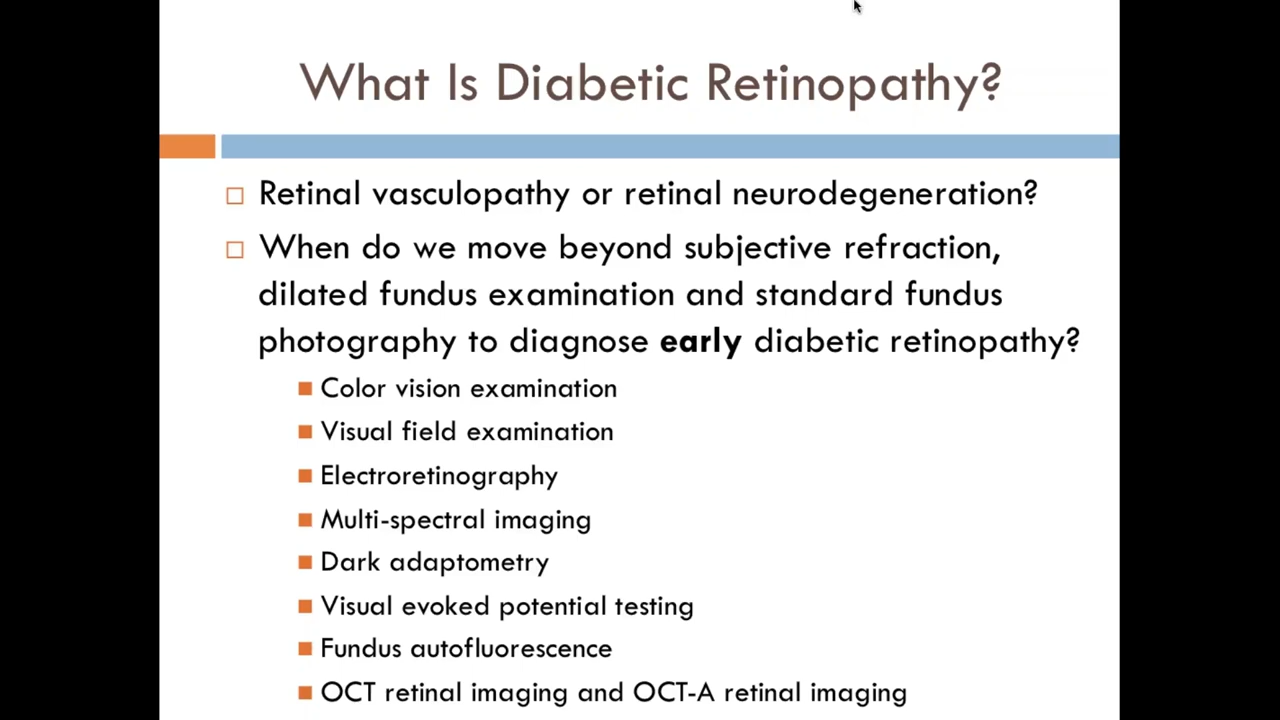 What Is Diabetic Retinopathy?
Retinal vasculopathy or retinal neurodegeneration?
When do we move beyond subjective refraction,
dilated fundus examination and standard fundus
photography to diagnose early diabetic retinopathy?
Color vision examination
Visual field examination
Electroretinography
Multi-spectral imaging
Dark adaptometry
Visual evoked potential testing
Fundus autofluorescence
OCT retinal imaging and OCT-A retinal imaging